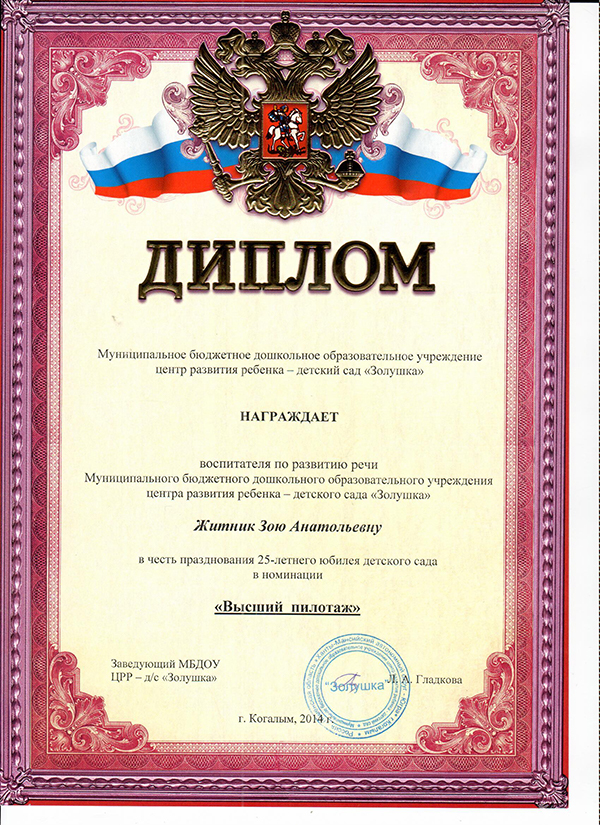 ДИПЛОМ
Муниципальное бюджетное дошкольное образовательное учреждение
центр развития ребенка – детский сад «Золушка»
НАГРАЖДАЕТ
воспитателя по развитию речи
Муниципального бюджетного дошкольного образовательного учреждения
центра развития ребенка – детского сада «Золушка»
Житник Зою Анатольевну
в честь празднования 25-летнего юбилея детского сада
в номинации
«Высший пилотаж»
Заведующий МБДОУ
ЦРР – д/с «Золушка»
"Золушка"
Л. А. Гладкова
г. Когалым, 2014 г.